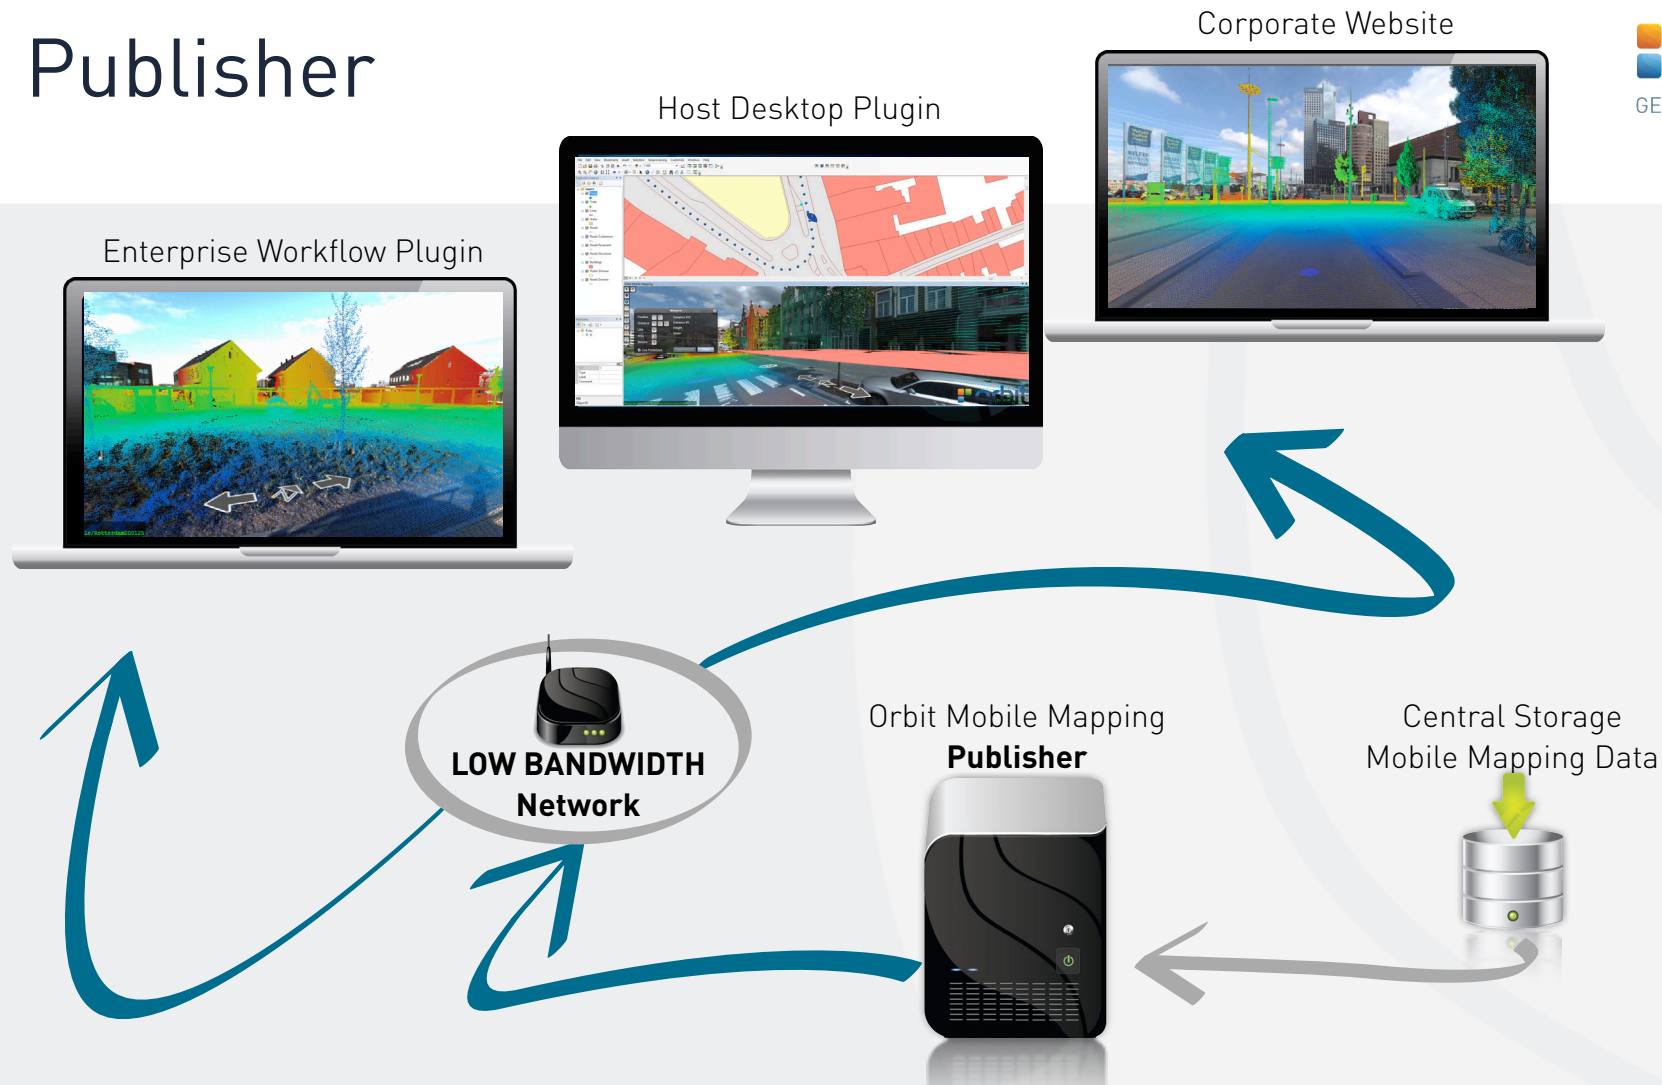 Publisher
Corporate Website
GE
Host Desktop Plugin
Enterprise Workflow Plugin
LOW BANDWIDTH
Network
Orbit Mobile Mapping
Publisher
Central Storage
Mobile Mapping Data